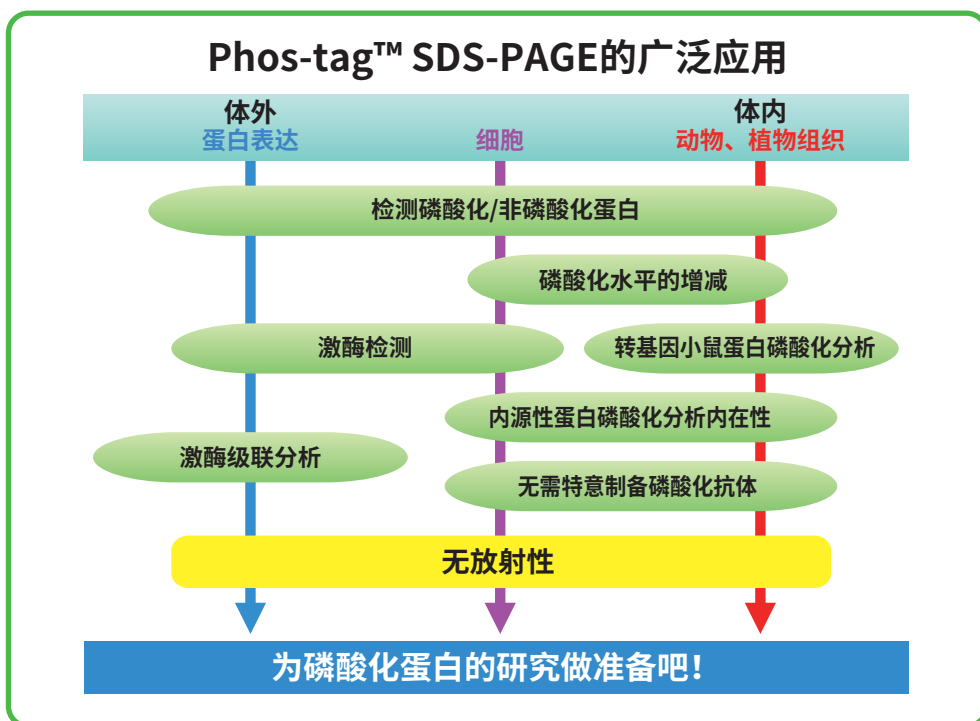 Phos-tag™ SDS-PAGE的广泛应用
体外
体内
蛋白表达
细胞
动物、植物组织
检测磷酸化/非磷酸化蛋白
磷酸化水平的增减
激酶检测
转基因小鼠蛋白磷酸化分析
内源性蛋白磷酸化分析内在性
激酶级联分析
无需特意制备磷酸化抗体
无放射性
为磷酸化蛋白的研究做准备吧！